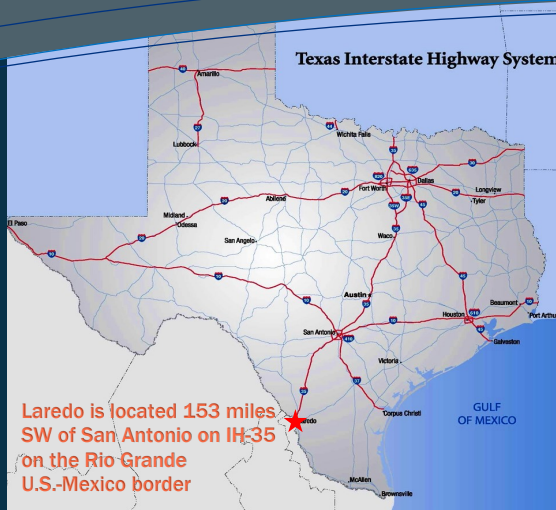 Texas Interstate Highway System
Amarillo
Lubbock
Wichita Falls
Fort Worth
Dallas
Longview
Tyler
Abilene
Midland
Odessa
El Paso
San Angelo
Waco
Austin
Beaumont
Port Arthur
Houston
Galveston
San Antonio
Victoria
Corpus Christi
GULF
OF MEXICO
McAllen
Brownsville
Laredo is located 153 miles
SW of San Antonio on IH-35
on the Rio Grande
U.S.-Mexico border